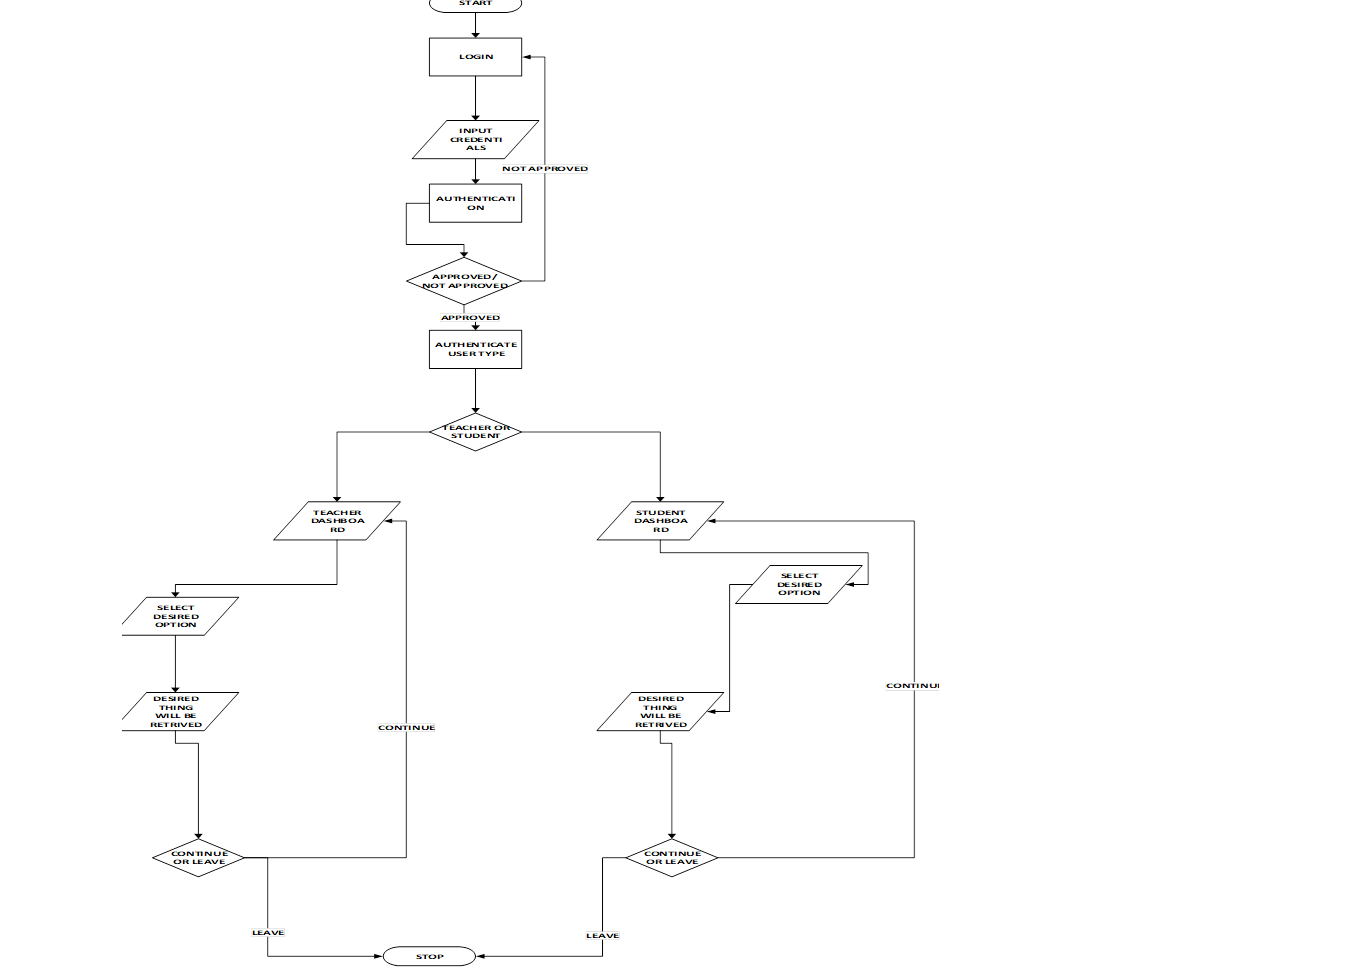 START
LOGIN
INPUT
CREDENTI
ALS
NOT APPROVED
AUTHENTICATI
ON
APPROVED/
NOT APPROVED
APPROVED
AUTHENTICATE
USER TYPE
TEACHER OR
STUDENT
TEACHER
DASHBOA
RD
STUDENT
DASHBOA
RD
SELECT
DESIRED
OPTION
SELECT
DESIRED
OPTION
DESIRED
THING
WILL BE
RETRIVED
DESIRED
THING
WILL BE
RETRIVED
CONTINUE
CONTINUI
CONTINUE
OR LEAVE
CONTINUE
OR LEAVE
LEAVE
LEAVE
STOP